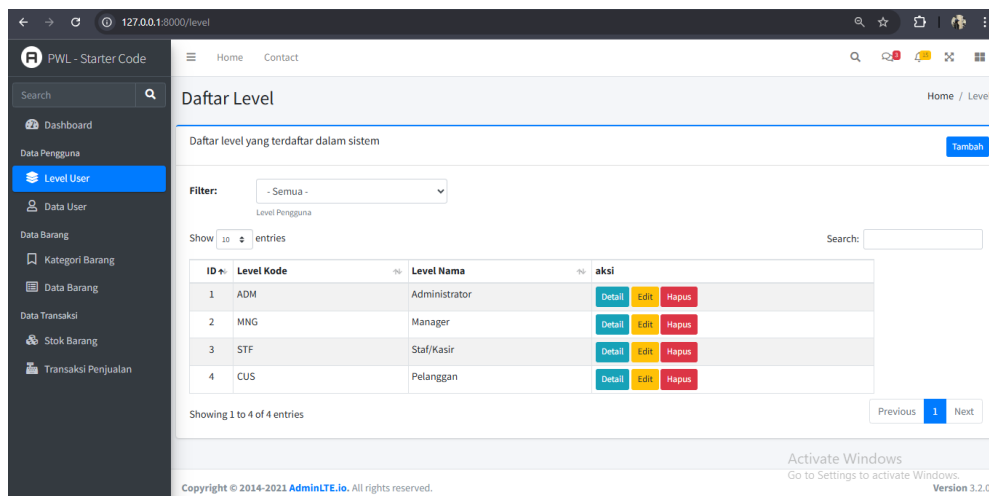 127.0.0.1:8000/level
PWL - Starter Code
Home Contact
3
15
Search
Daftar Level
Home / Level
Dashboard
Data Pengguna
Daftar level yang terdaftar dalam sistem
Tambah
Level User
Filter: - Semua -
Data User
Level Pengguna
Data Barang
Show 10 entries Search:
Kategori Barang
ID Level Kode Level Nama aksi
Data Barang
1 ADM Administrator Detail Edit Hapus
Data Transaksi
2 MNG Manager Detail Edit Hapus
Stok Barang
3 STF Staf/Kasir Detail Edit Hapus
Transaksi Penjualan
4 CUS Pelanggan Detail Edit Hapus
Showing 1 to 4 of 4 entries
Previous 1 Next
Activate Windows
Go to Settings to activate Windows.
Copyright © 2014-2021 AdminLTE.io. All rights reserved.
Version 3.2.0